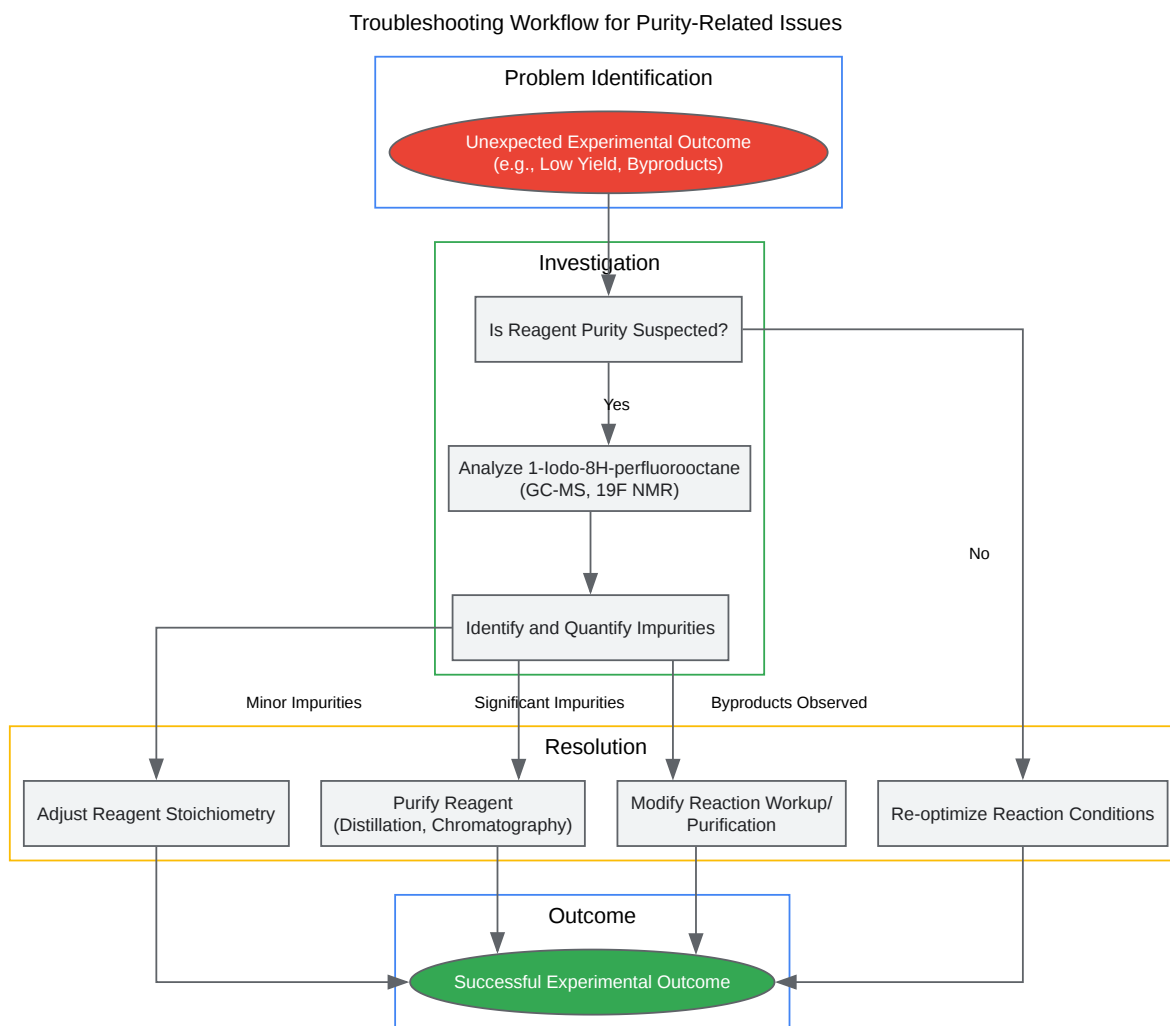 Troubleshooting Workflow for Purity-Related Issues
Problem Identification
Unexpected Experimental Outcome
(e.g., Low Yield, Byproducts)
Investigation
Is Reagent Purity Suspected?
Yes
Analyze 1-Iodo-8H-perfluorooctane
(GC-MS, 19F NMR)
No
Identify and Quantify Impurities
Minor Impurities
Significant Impurities
Byproducts Observed
Resolution
Adjust Reagent Stoichiometry
Purify Reagent
(Distillation, Chromatography)
Modify Reaction Workup/
Purification
Re-optimize Reaction Conditions
Outcome
Successful Experimental Outcome